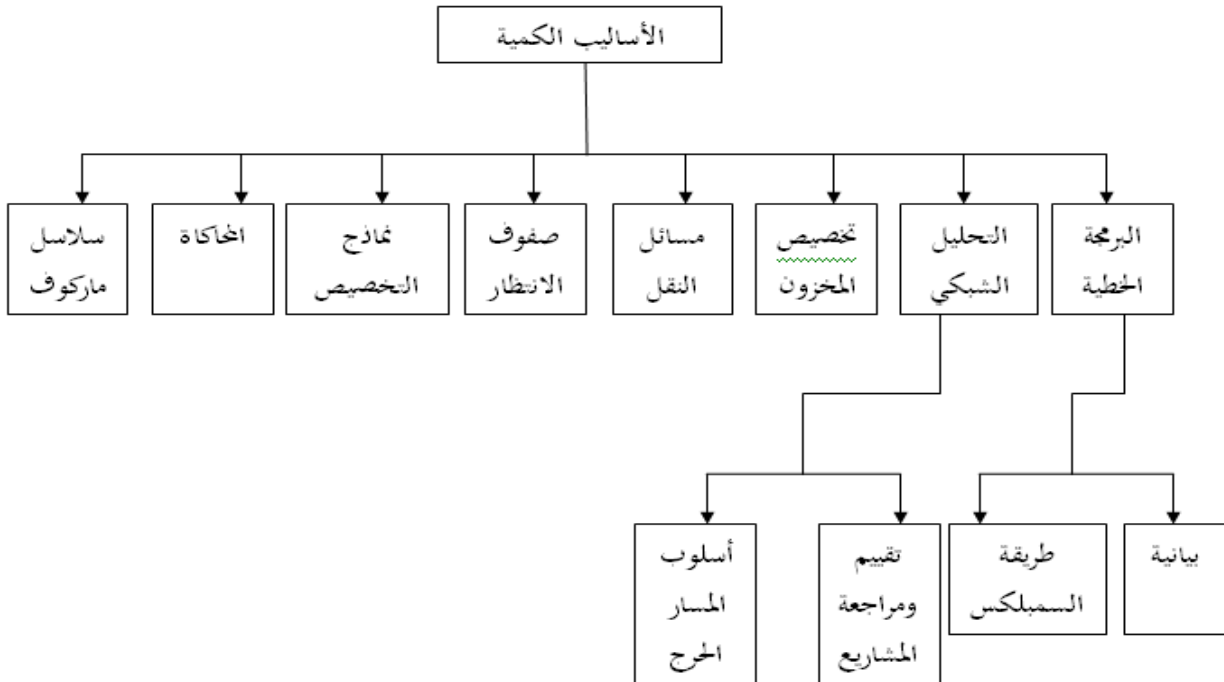 الأساليب الكمية
البرمجة
الخطية
التحليل
الشبكي
تخصيص
المخزون
مسائل
النقل
صفوف
الانتظار
نماذج
التخصيص
المحاكاة
سلاسل
ماركوف
بيانية
طريقة
السمبلكس
تقييم
ومراجعة
المشاريع
أسلوب
المسار
الحرج